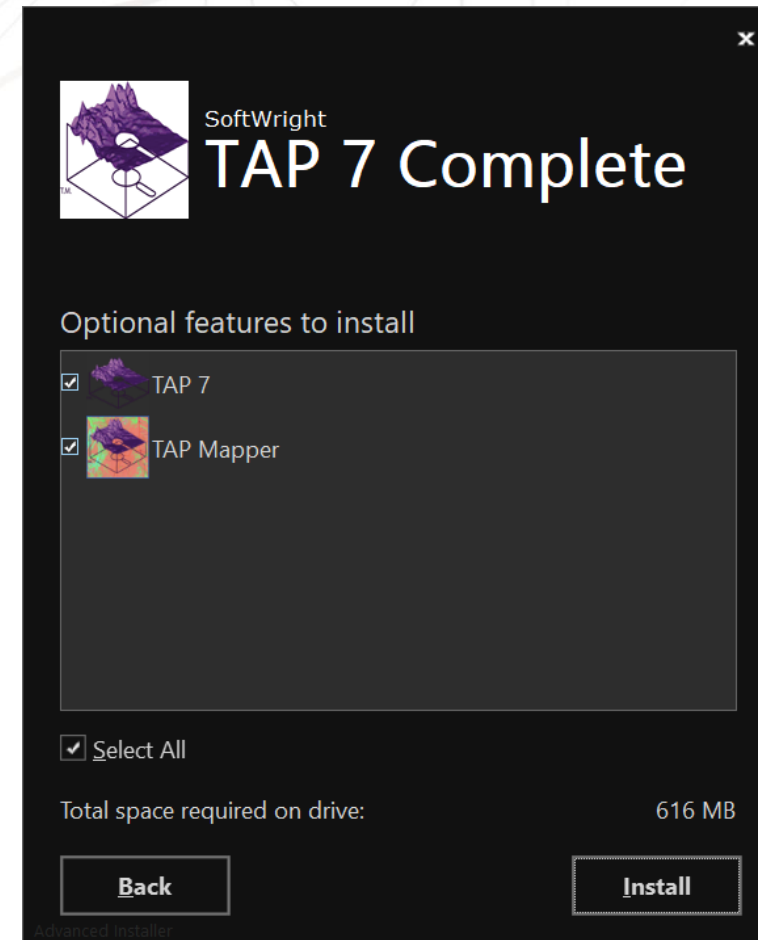 SoftWright
TAP 7 Complete
T.M.
Optional features to install
TAP 7
TAP Mapper
Select All
Total space required on drive: 616 MB
Back Install
Advanced Installer